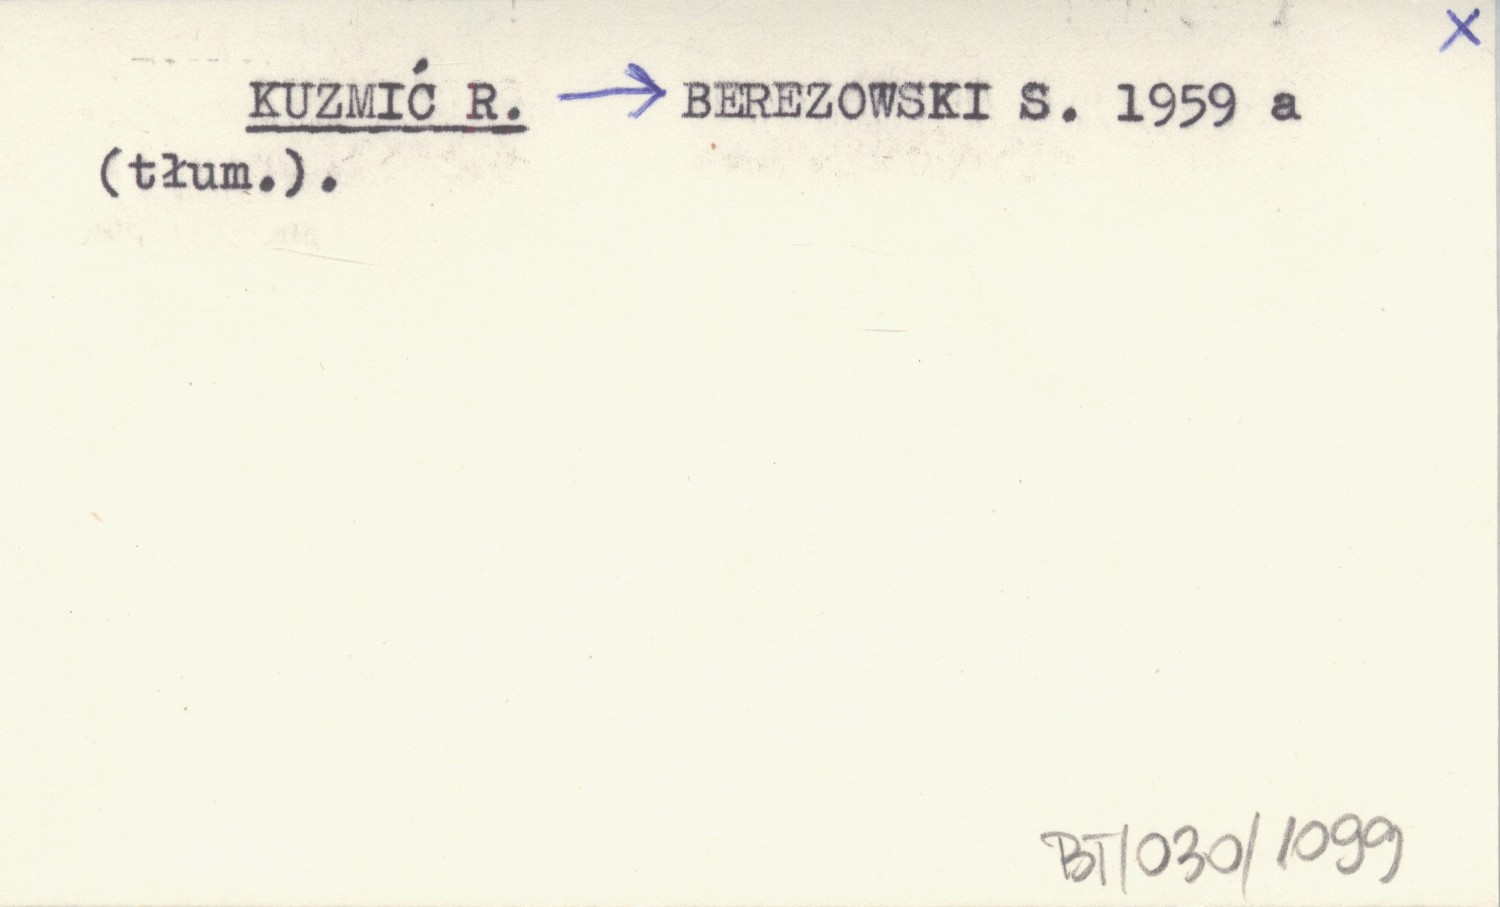 x
KUZMIĆ R. → BEREZOWSKI S. 1959 a
(tłum.).
BT/030/1099